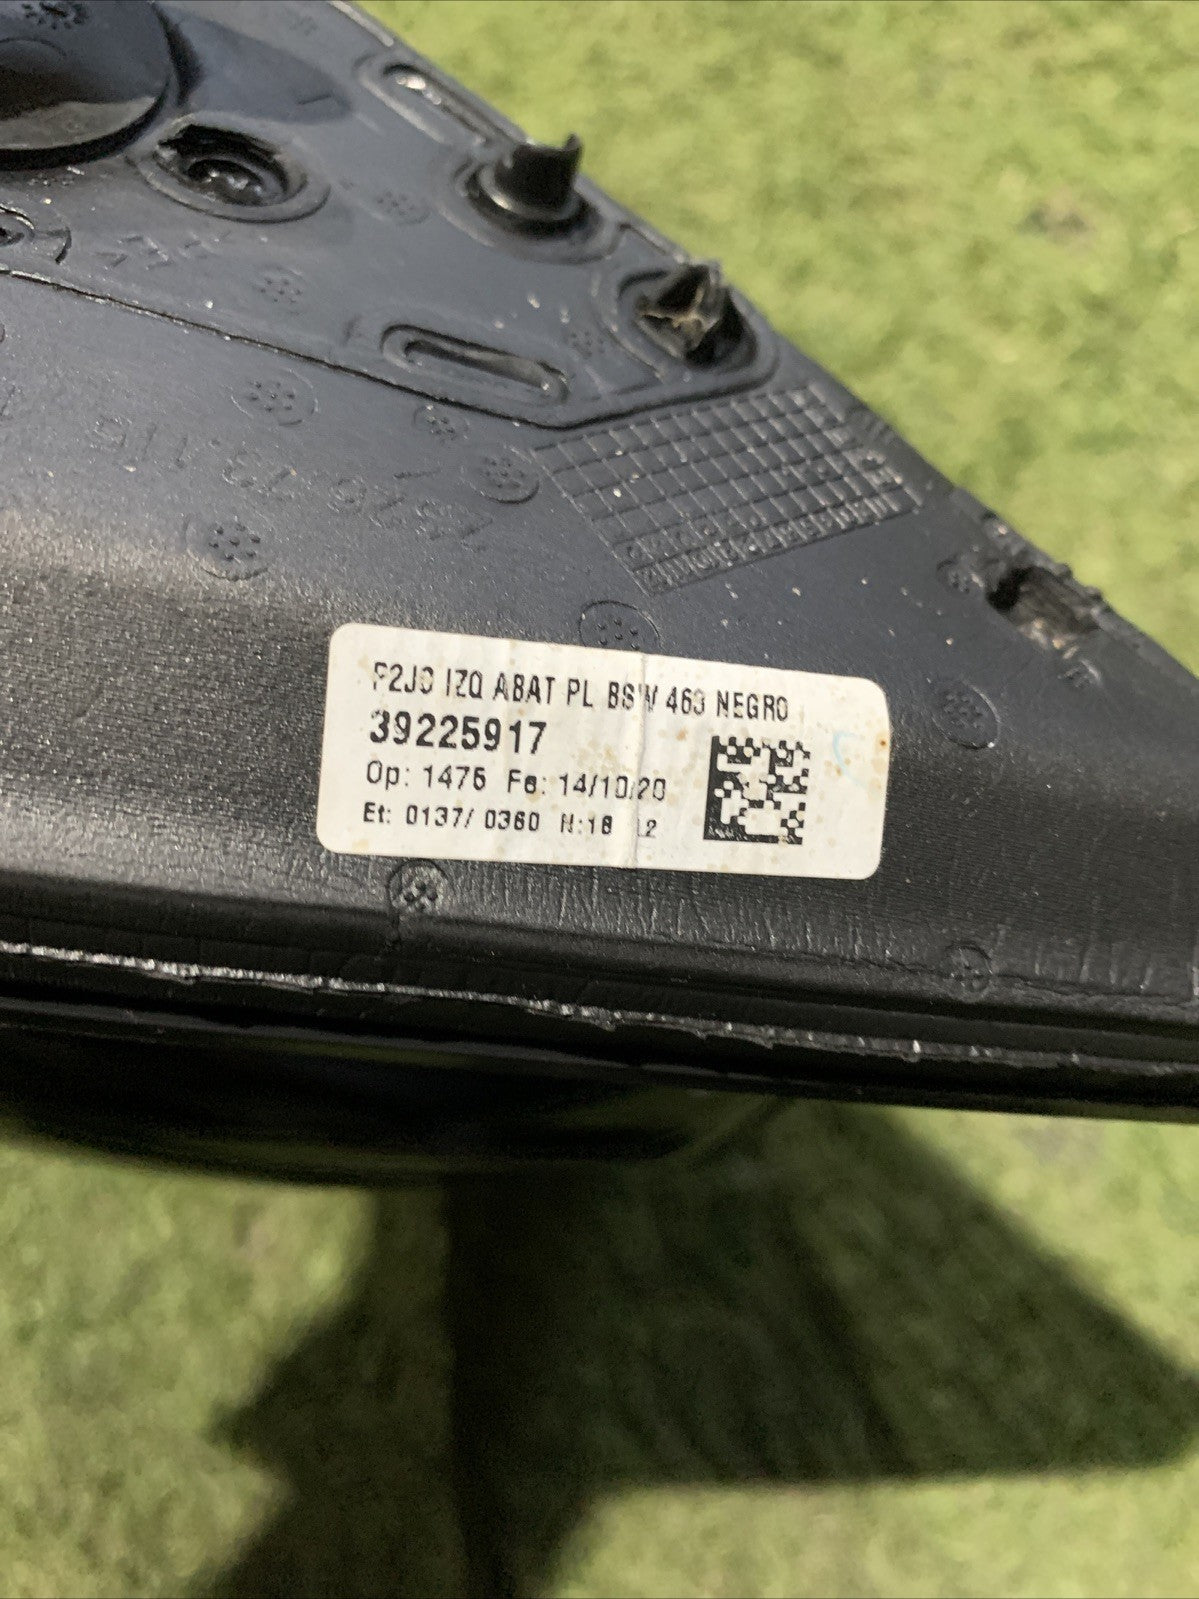 P2JO IZQ ABAT PL BSW 463 NEGRO
39225917
Op: 1476 Fe: 14/10/20
Et: 0137/ 0360 N:18 L2